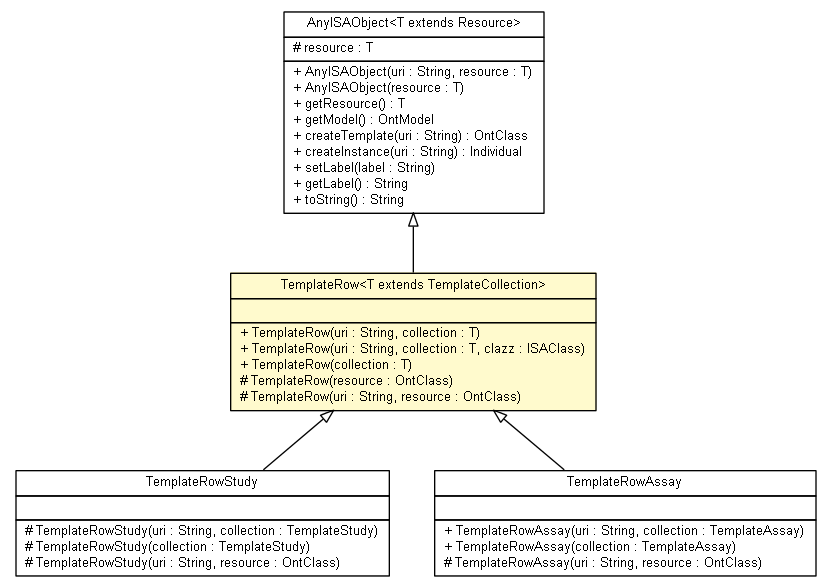 AnyISAObject<T extends Resource>
# resource : T
+ AnyISAObject(uri : String, resource : T)
+ AnyISAObject(resource : T)
+ getResource() : T
+ getModel() : OntModel
+ createTemplate(uri : String) : OntClass
+ createInstance(uri : String) : Individual
+ setLabel(label : String)
+ getLabel() : String
+ toString() : String
TemplateRow<T extends TemplateCollection>
+ TemplateRow(uri : String, collection : T)
+ TemplateRow(uri : String, collection : T, clazz : ISAClass)
+ TemplateRow(collection : T)
# TemplateRow(resource : OntClass)
# TemplateRow(uri : String, resource : OntClass)
TemplateRowStudy
# TemplateRowStudy(uri : String, collection : TemplateStudy)
# TemplateRowStudy(collection : TemplateStudy)
# TemplateRowStudy(uri : String, resource : OntClass)
TemplateRowAssay
+ TemplateRowAssay(uri : String, collection : TemplateAssay)
+ TemplateRowAssay(collection : TemplateAssay)
# TemplateRowAssay(uri : String, resource : OntClass)